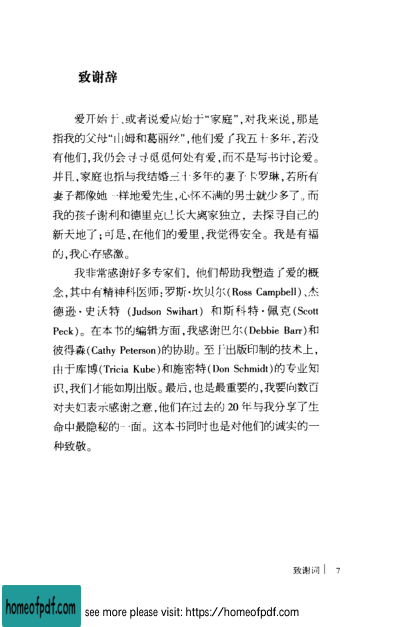 致谢辞
爱开始于、或者说爱应始于“家庭”，对我来说，那是
指我的父母“山姆和葛丽丝”，他们爱了我五十多年，若没
有他们，我仍会寻寻觅觅何处有爱，而不是写书讨论爱。
并且，家庭也指与我结婚三十多年的妻子卡罗琳，若所有
妻子都像她一样地爱先生，心怀不满的男士就少多了。而
我的孩子谢利和德里克已长大离家独立，去探寻自己的
新天地了；可是，在他们的爱里，我觉得安全。我是有福
的，我心存感激。
我非常感谢好多专家们，他们帮助我塑造了爱的概
念，其中有精神科医师：罗斯·坎贝尔(Ross Campbell)、杰
德逊·史沃特 (Judson Swihart) 和斯科特·佩克(Scott
Peck)。在本书的编辑方面，我感谢巴尔(Debbie Barr)和
彼得森(Cathy Peterson)的协助。至于出版印制的技术上，
由于库博(Tricia Kube)和施密特(Don Schmidt)的专业知
识，我们才能如期出版。最后，也是最重要的，我要向数百
对夫妇表示感谢之意，他们在过去的 20 年与我分享了生
命中最隐秘的一面。这本书同时也是对他们的诚实的一
种致敬。
致谢词 | 7
homeofpdf.com see more please visit: https://homeofpdf.com